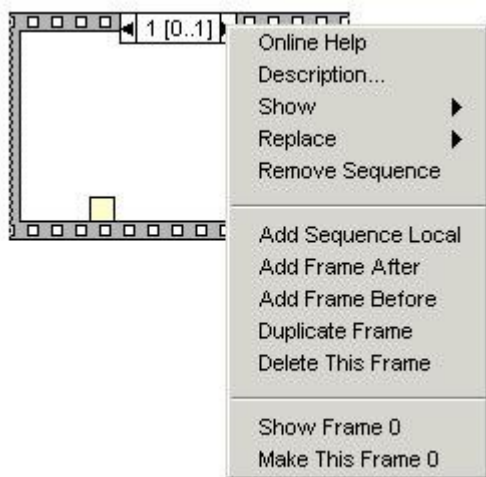 1 [0..1]
Online Help
Description...
Show
Replace
Remove Sequence
Add Sequence Local
Add Frame After
Add Frame Before
Duplicate Frame
Delete This Frame
Show Frame 0
Make This Frame 0